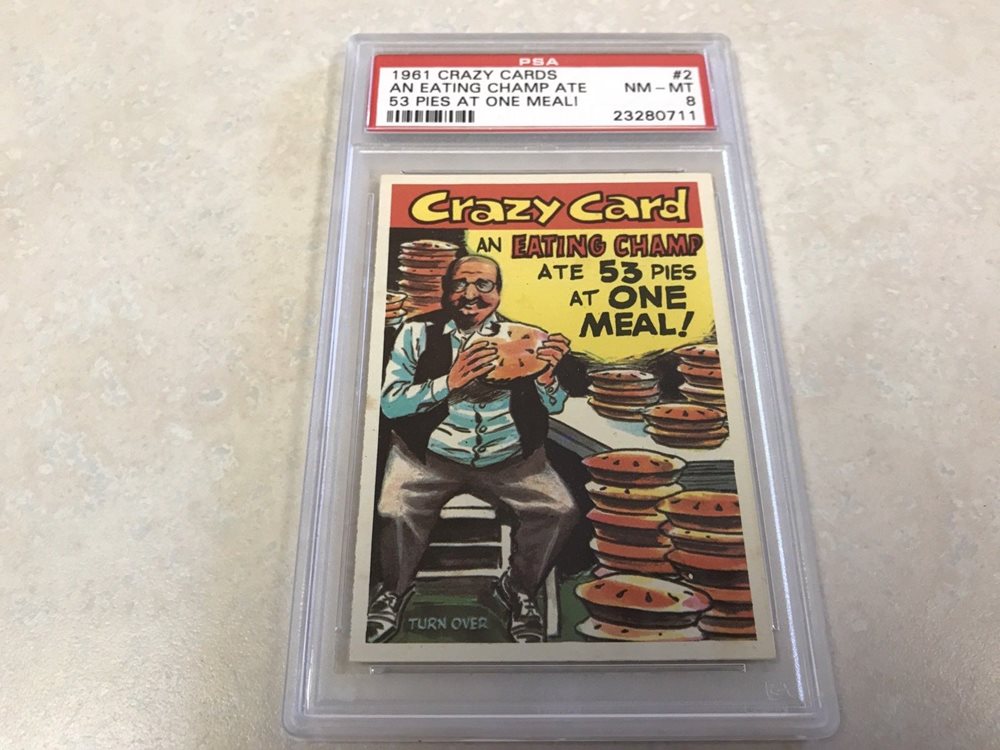 PSA
1961 CRAZY CARDS #2
AN EATING CHAMP ATE NM - MT
53 PIES AT ONE MEAL! 8
23280711
Crazy Card
AN EATING CHAMP
ATE 53 PIES
AT ONE
MEAL!
TURN OVER